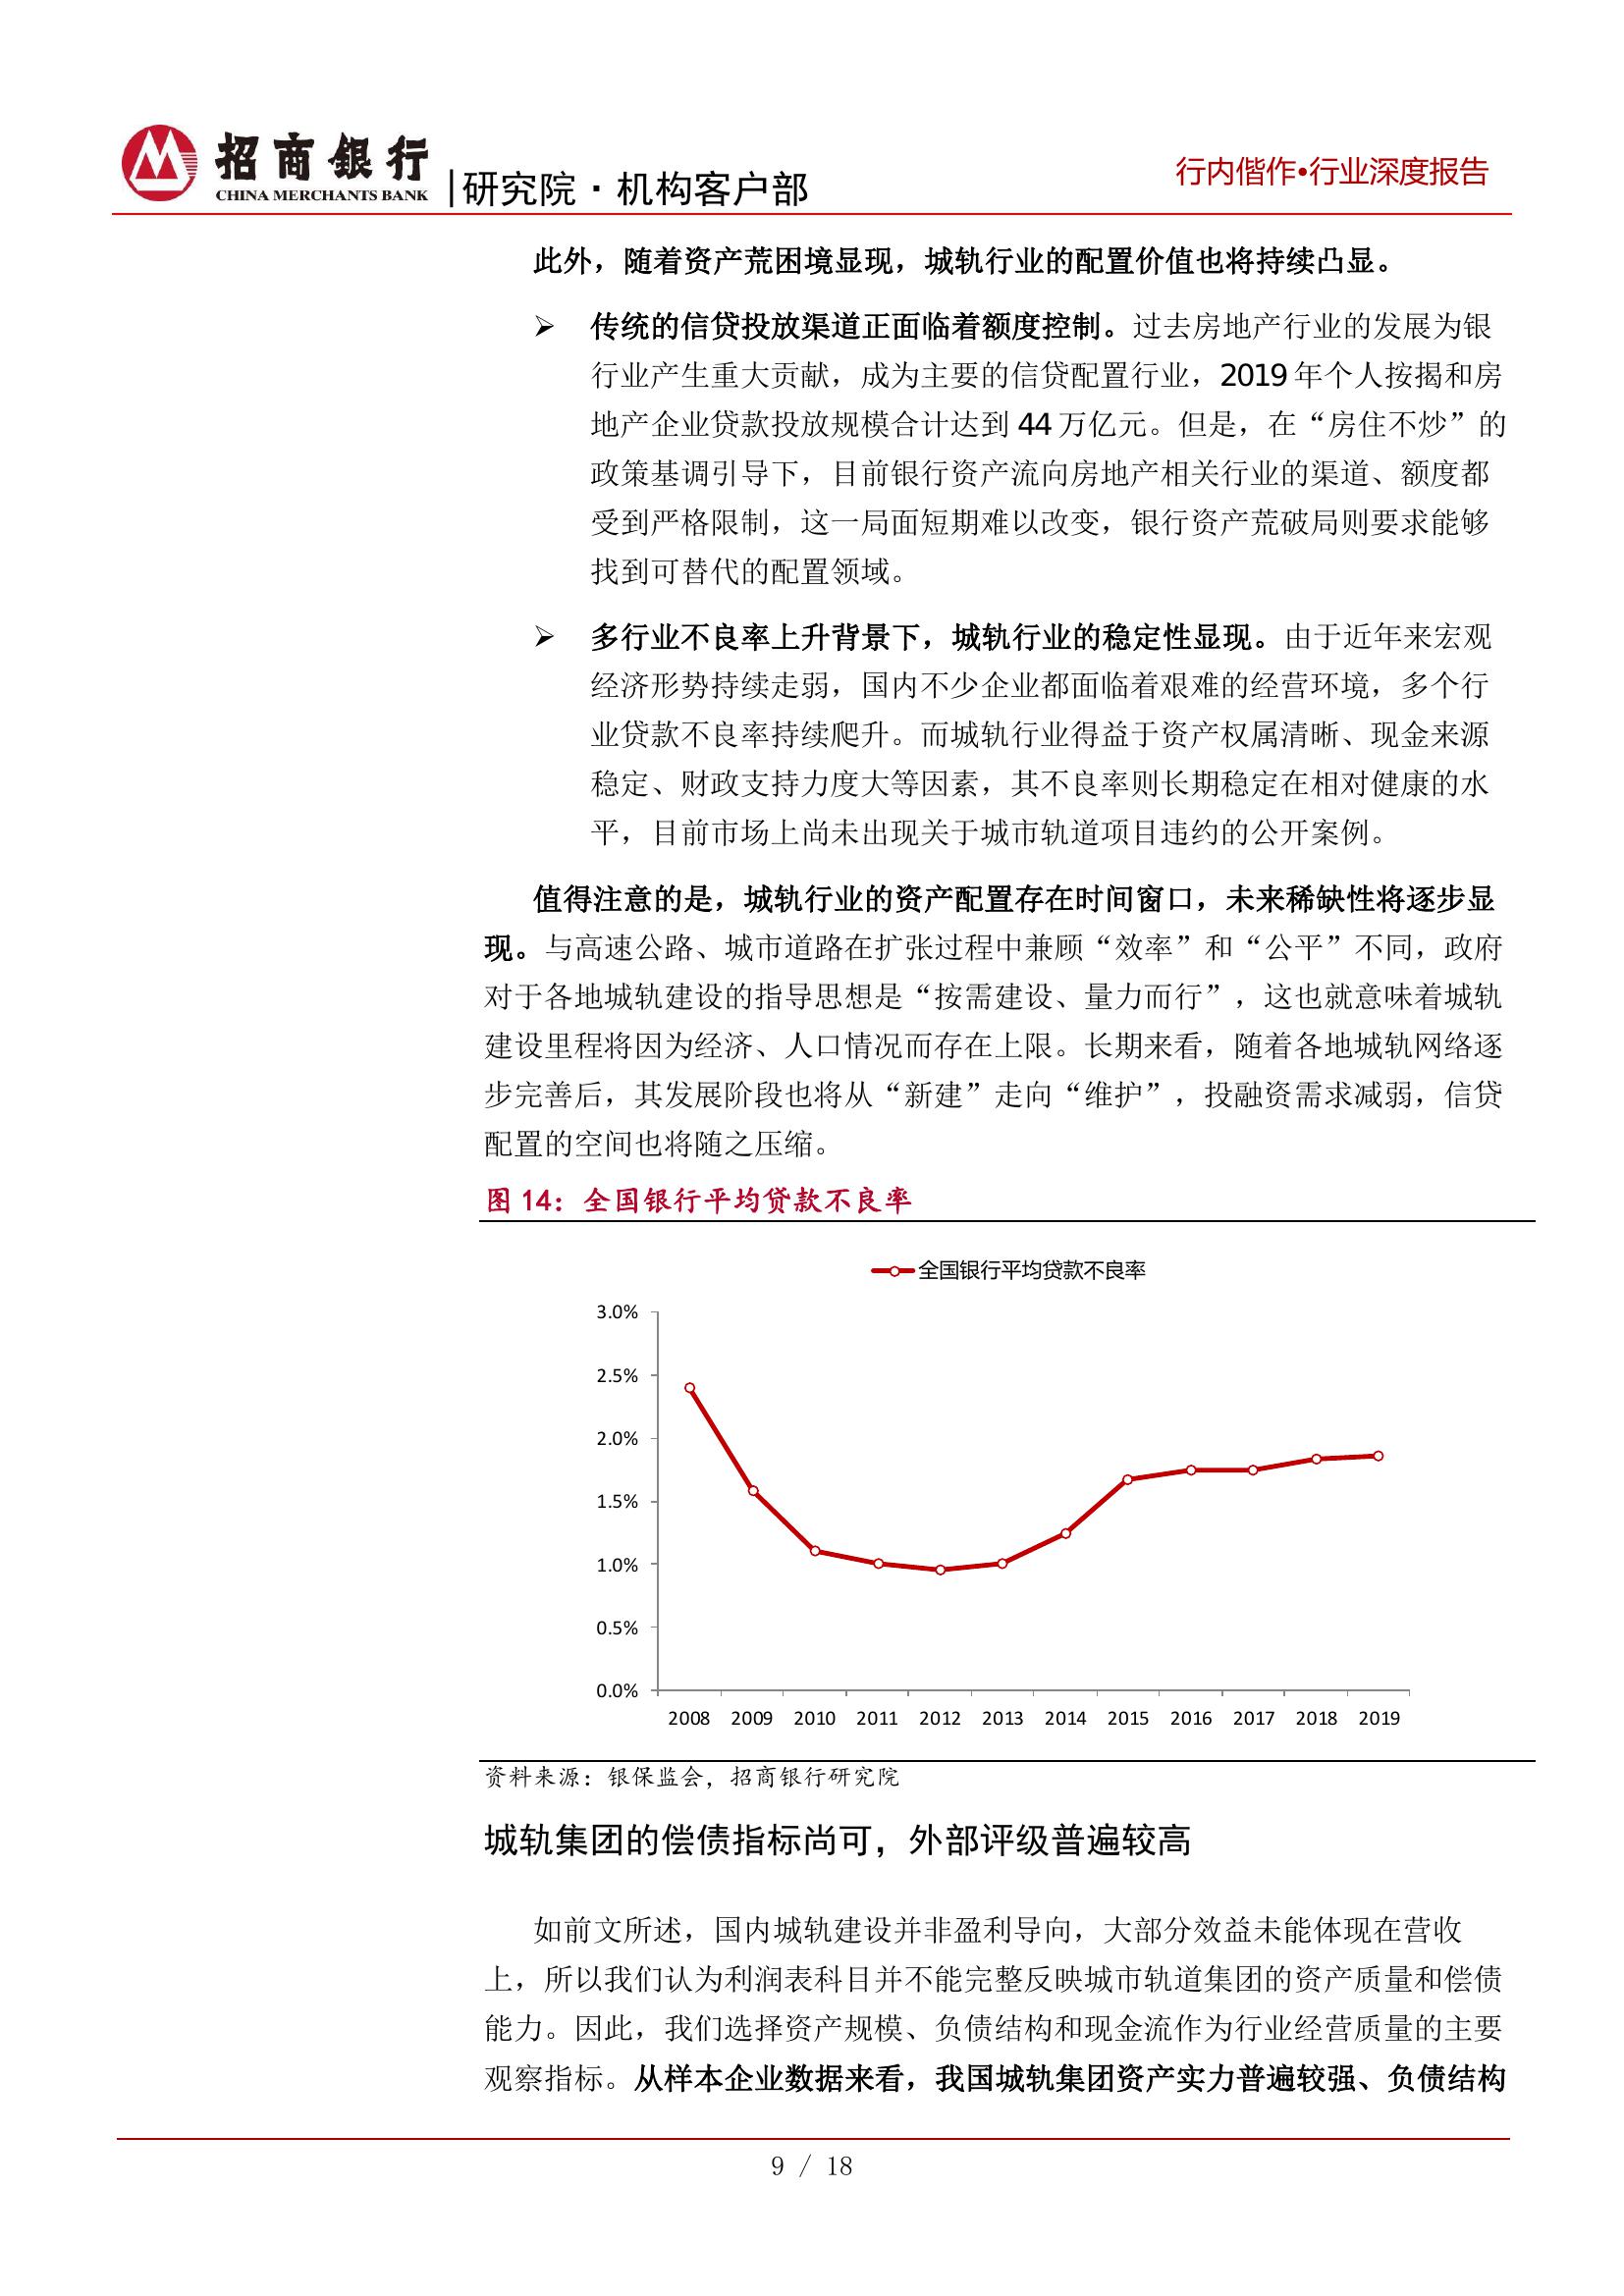 招商银行
CHINA MERCHANTS BANK
|研究院·机构客户部
行内偕作•行业深度报告
此外，随着资产荒困境显现，城轨行业的配置价值也将持续凸显。
➢ 传统的信贷投放渠道正面临着额度控制。过去房地产行业的发展为银
行业产生重大贡献，成为主要的信贷配置行业，2019 年个人按揭和房
地产企业贷款投放规模合计达到 44 万亿元。但是，在“房住不炒”的
政策基调引导下，目前银行资产流向房地产相关行业的渠道、额度都
受到严格限制，这一局面短期难以改变，银行资产荒破局则要求能够
找到可替代的配置领域。
➢ 多行业不良率上升背景下，城轨行业的稳定性显现。由于近年来宏观
经济形势持续走弱，国内不少企业都面临着艰难的经营环境，多个行
业贷款不良率持续爬升。而城轨行业得益于资产权属清晰、现金来源
稳定、财政支持力度大等因素，其不良率则长期稳定在相对健康的水
平，目前市场上尚未出现关于城市轨道项目违约的公开案例。
值得注意的是，城轨行业的资产配置存在时间窗口，未来稀缺性将逐步显
现。与高速公路、城市道路在扩张过程中兼顾“效率”和“公平”不同，政府
对于各地城轨建设的指导思想是“按需建设、量力而行”，这也就意味着城轨
建设里程将因为经济、人口情况而存在上限。长期来看，随着各地城轨网络逐
步完善后，其发展阶段也将从“新建”走向“维护”，投融资需求减弱，信贷
配置的空间也将随之压缩。
图 14：全国银行平均贷款不良率
全国银行平均贷款不良率
3.0%
2.5%
2.0%
1.5%
1.0%
0.5%
0.0%
2008 2009 2010 2011 2012 2013 2014 2015 2016 2017 2018 2019
资料来源：银保监会，招商银行研究院
城轨集团的偿债指标尚可，外部评级普遍较高
如前文所述，国内城轨建设并非盈利导向，大部分效益未能体现在营收
上，所以我们认为利润表科目并不能完整反映城市轨道集团的资产质量和偿债
能力。因此，我们选择资产规模、负债结构和现金流作为行业经营质量的主要
观察指标。从样本企业数据来看，我国城轨集团资产实力普遍较强、负债结构
9 / 18